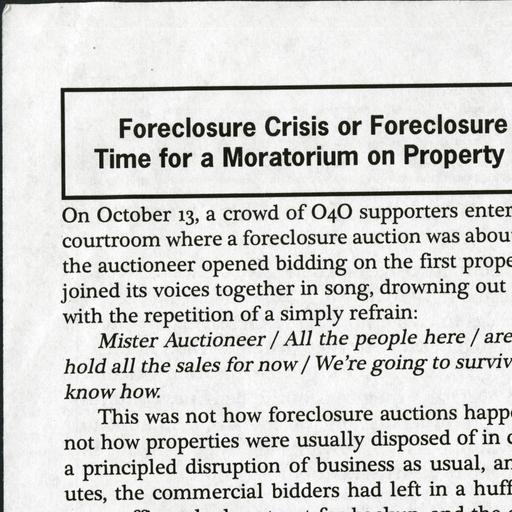 Foreclosure Crisis or Foreclosure
Time for a Moratorium on Property
On October 13, a crowd of O4O supporters enter
courtroom where a foreclosure auction was abou
the auctioneer opened bidding on the first prope
joined its voices together in song, drowning out
with the repetition of a simply refrain:
Mister Auctioneer / All the people here / are
hold all the sales for now / We're going to surviv
know how.
This was not how foreclosure auctions happ
not how properties were usually disposed of in c
a principled disruption of business as usual, an
utes, the commercial bidders had left in a huff